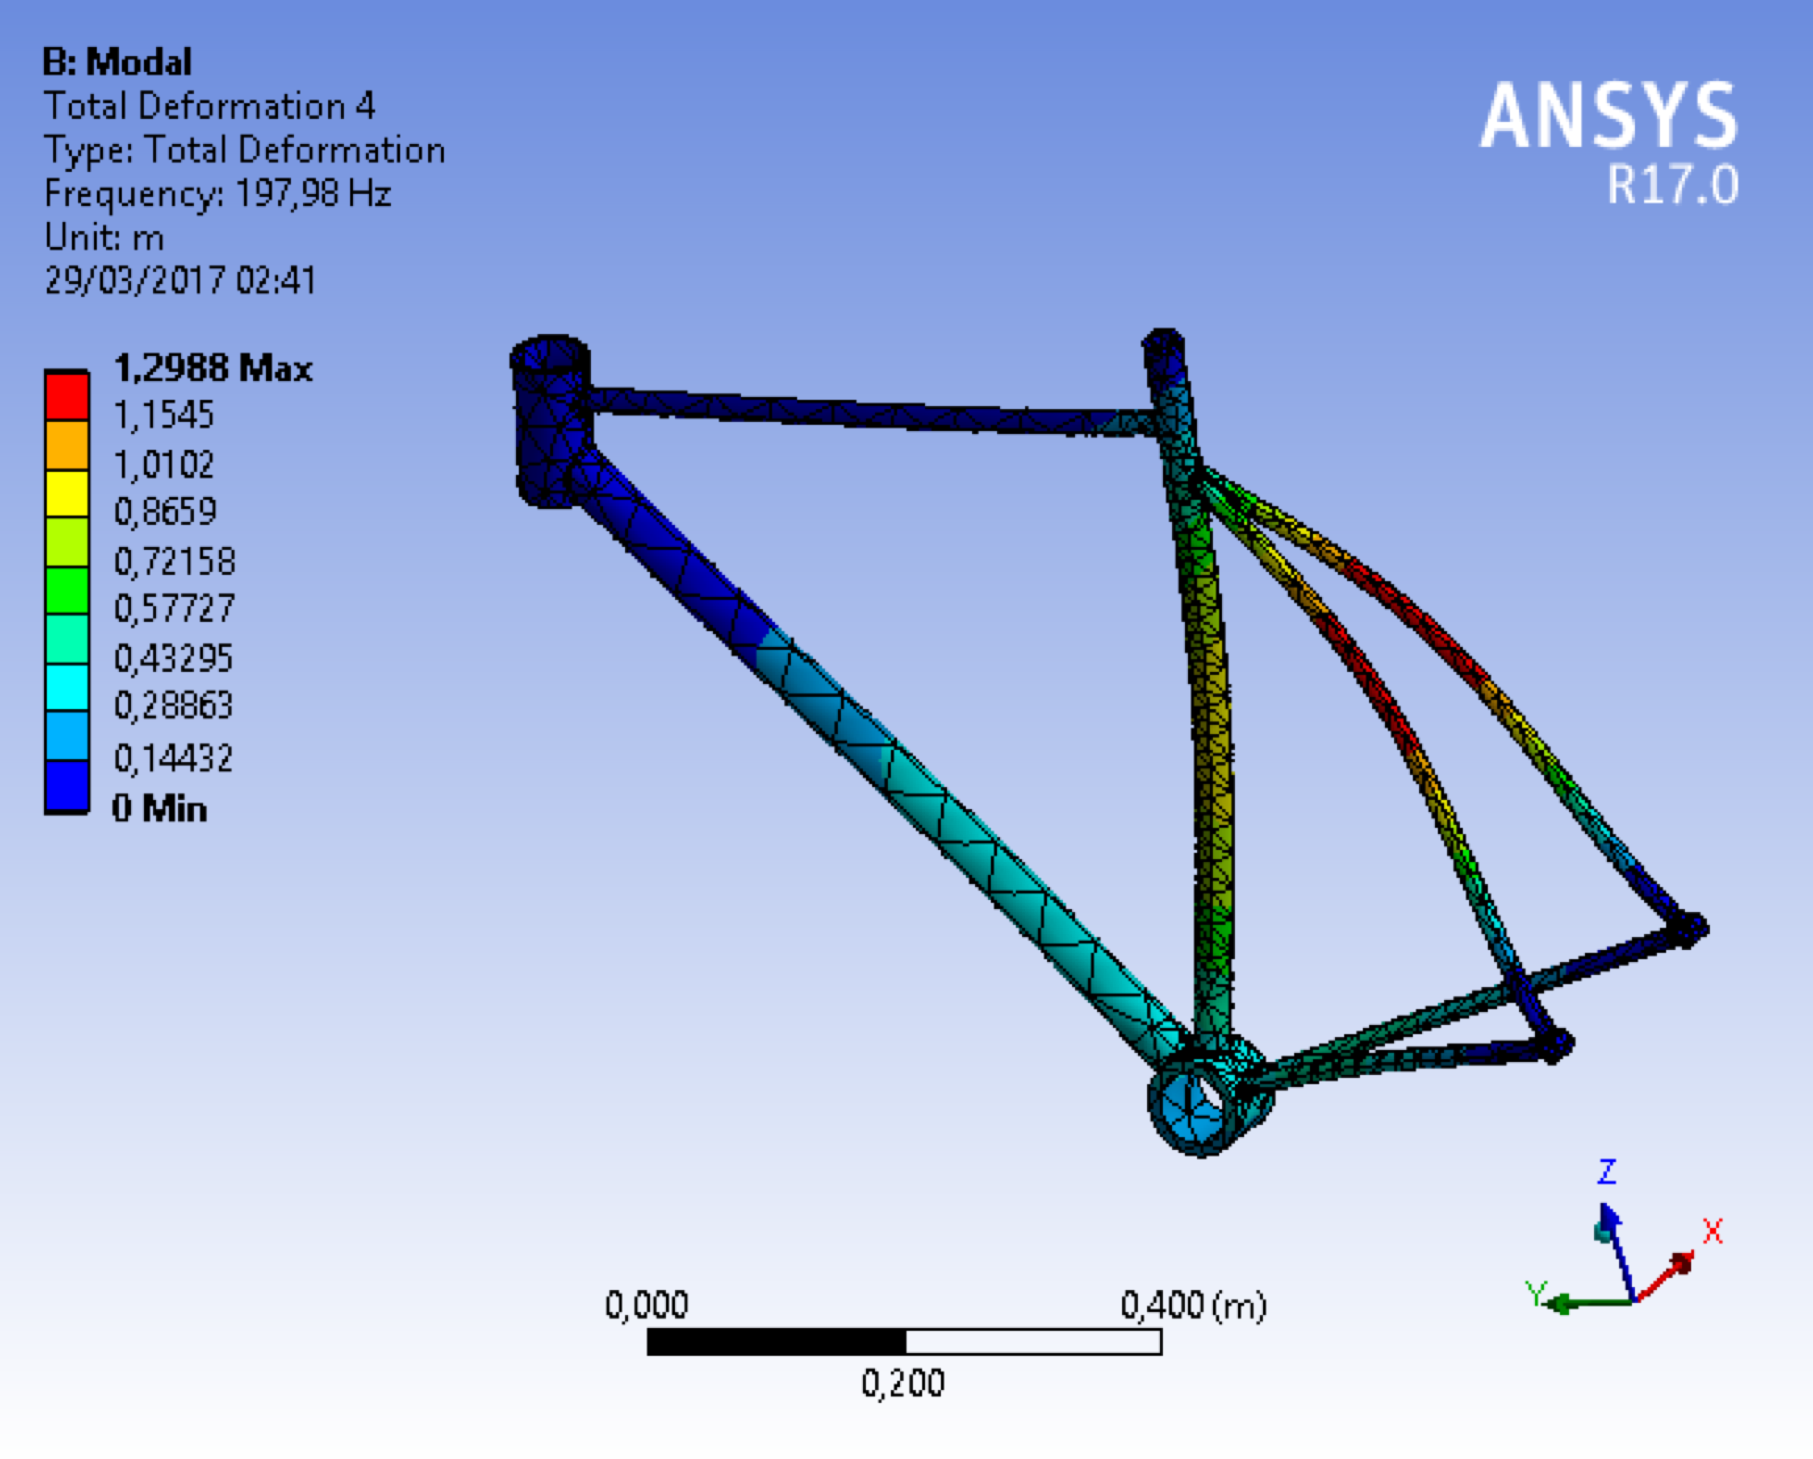 B: Modal
Total Deformation 4
Type: Total Deformation
Frequency: 197,98 Hz
Unit: m
29/03/2017 02:41
ANSYS
R17.0
1,2988 Max
1,1545
1,0102
0,8659
0,72158
0,57727
0,43295
0,28863
0,14432
0 Min
Z
X
Y
0,000
0,400 (m)
0,200